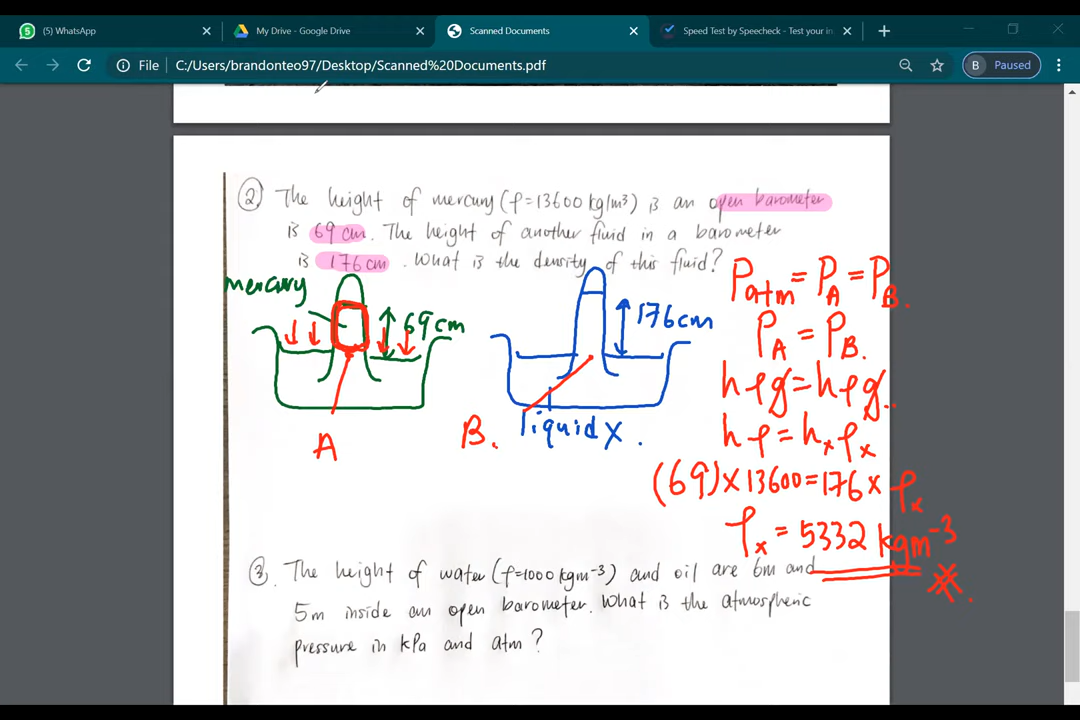 (5) WhatsApp
My Drive - Google Drive
Scanned Documents
Speed Test by Speecheck - Test your in
File
C:/Users/brandonteo97/Desktop/Scanned%20Documents.pdf
B Paused
② The height of mercury (ρ=13600 kg/m³) is an open barometer
is 69 cm. The height of another fluid in a barometer
is 176 cm. What is the density of this fluid?
mercury
69 cm
A
176 cm
B.
liquid X.
Patm = PA = PB.
PA = PB.
hρg = hρg.
hρ = hxρx
(69) × 13600 = 176 × ρx
ρx = 5332 kgm⁻³
③. The height of water (ρ=1000 kgm⁻³) and oil are 6m and
5m inside an open barometer. What is the atmospheric
pressure in kPa and atm?